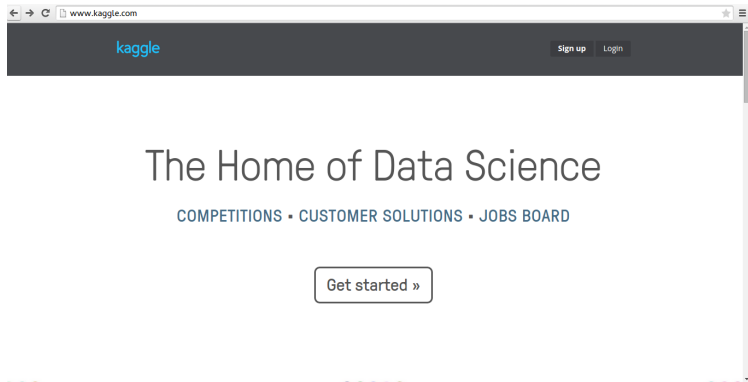 www.kaggle.com
kaggle
Sign up Login
The Home of Data Science
COMPETITIONS • CUSTOMER SOLUTIONS • JOBS BOARD
Get started »